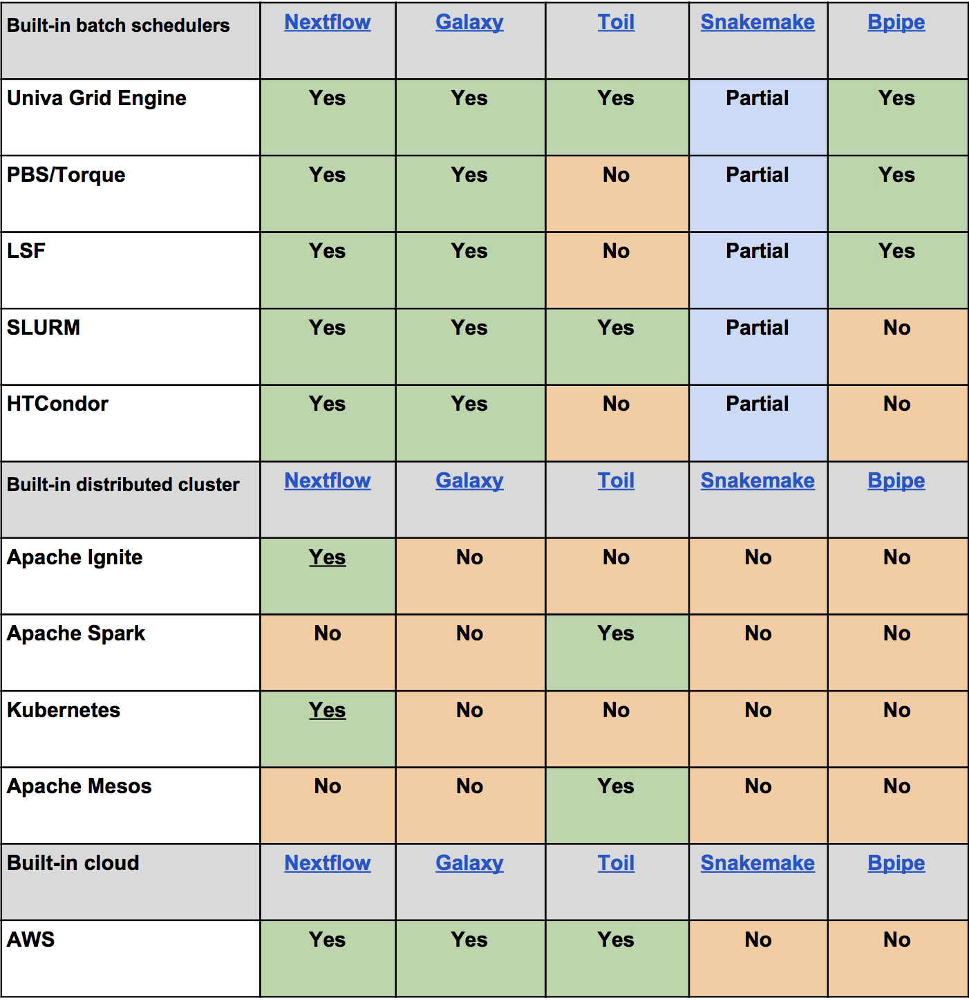 Built-in batch schedulers Nextflow Galaxy Toil Snakemake Bpipe
Univa Grid Engine Yes Yes Yes Partial Yes
PBS/Torque Yes Yes No Partial Yes
LSF Yes Yes No Partial Yes
SLURM Yes Yes Yes Partial No
HTCondor Yes Yes No Partial No
Built-in distributed cluster Nextflow Galaxy Toil Snakemake Bpipe
Apache Ignite Yes No No No No
Apache Spark No No Yes No No
Kubernetes Yes No No No No
Apache Mesos No No Yes No No
Built-in cloud Nextflow Galaxy Toil Snakemake Bpipe
AWS Yes Yes Yes No No